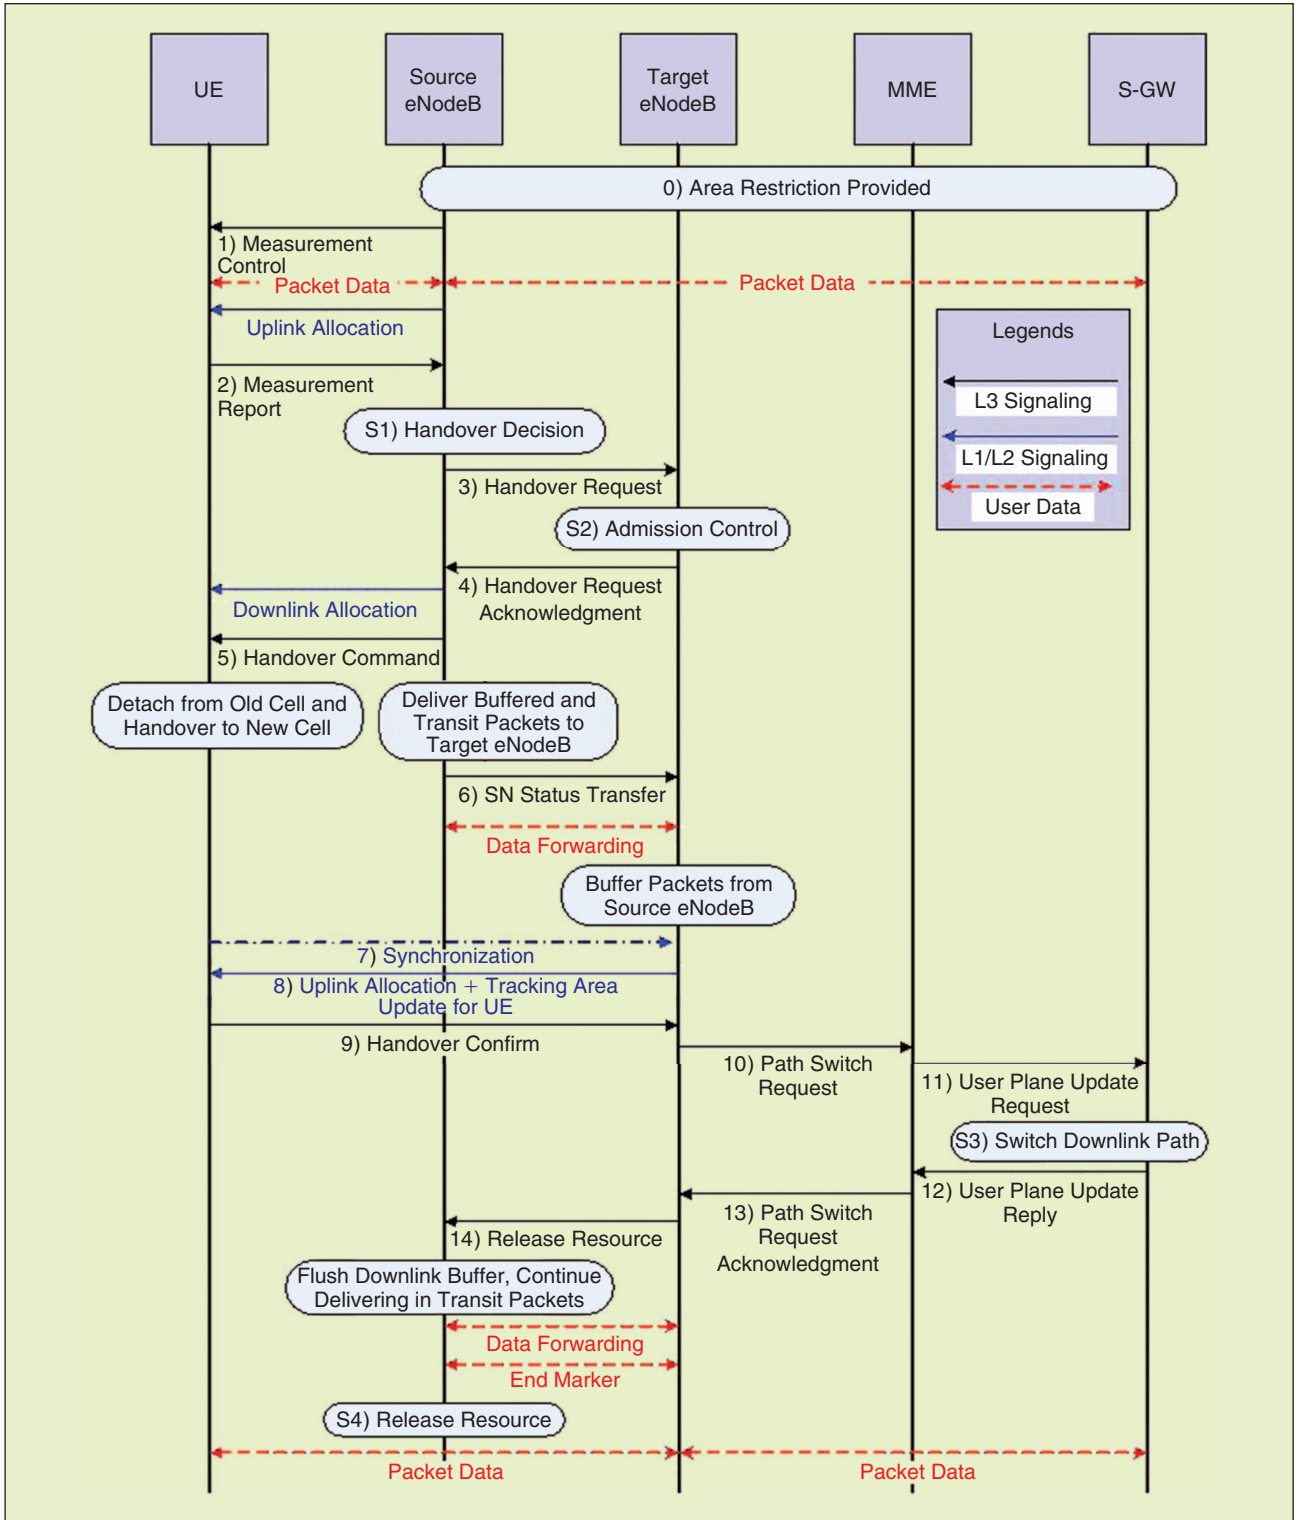 UE
Source
eNodeB
Target
eNodeB
MME
S-GW
0) Area Restriction Provided
1) Measurement
Control
Packet Data
Packet Data
Uplink Allocation
Legends
L3 Signaling
L1/L2 Signaling
User Data
2) Measurement
Report
S1) Handover Decision
3) Handover Request
S2) Admission Control
4) Handover Request
Acknowledgment
Downlink Allocation
5) Handover Command
Detach from Old Cell and
Handover to New Cell
Deliver Buffered and
Transit Packets to
Target eNodeB
6) SN Status Transfer
Data Forwarding
Buffer Packets from
Source eNodeB
7) Synchronization
8) Uplink Allocation + Tracking Area
Update for UE
9) Handover Confirm
10) Path Switch
Request
11) User Plane Update
Request
S3) Switch Downlink Path
12) User Plane Update
Reply
13) Path Switch
Request
Acknowledgment
14) Release Resource
Flush Downlink Buffer, Continue
Delivering in Transit Packets
Data Forwarding
End Marker
S4) Release Resource
Packet Data
Packet Data